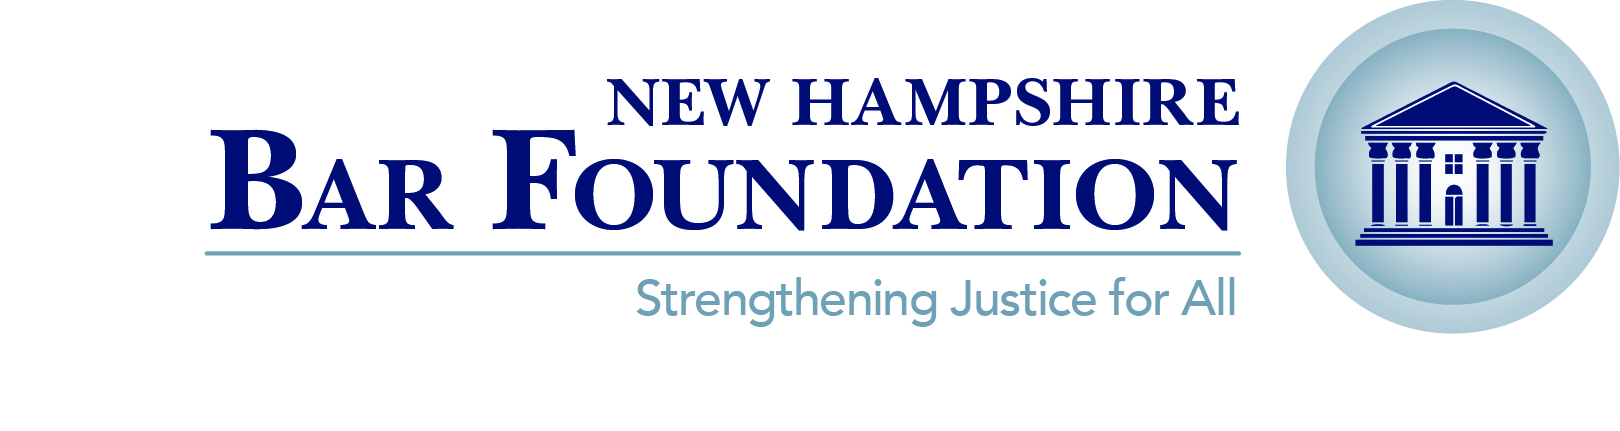 NEW HAMPSHIRE
BAR FOUNDATION
Strengthening Justice for All